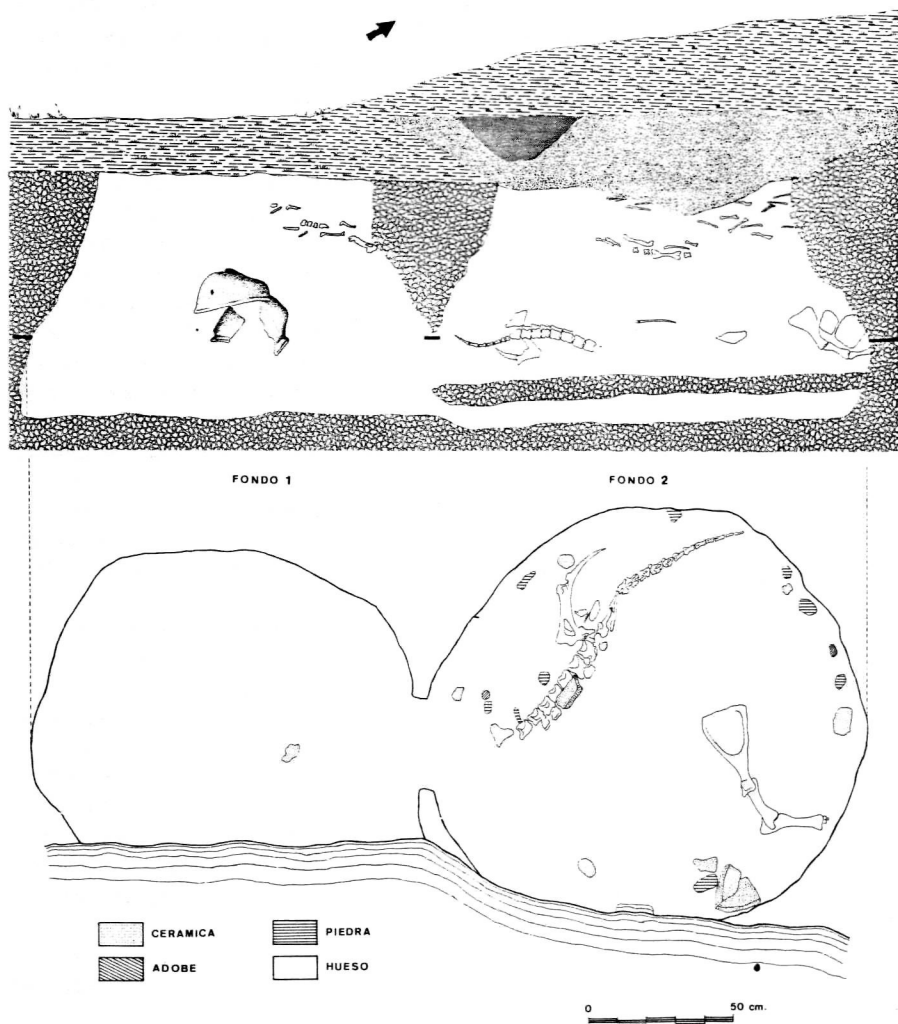 FONDO 1
FONDO 2
CERAMICA
PIEDRA
ADOBE
HUESO
0
50 cm.